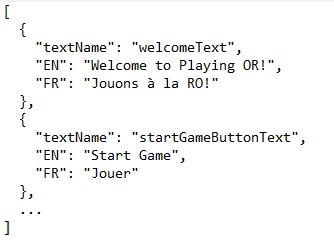 [
  {
    "textName": "welcomeText",
    "EN": "Welcome to Playing OR!",
    "FR": "Jouons à la RO!"
  },
  {
    "textName": "startGameButtonText",
    "EN": "Start Game",
    "FR": "Jouer"
  },
  ...
]